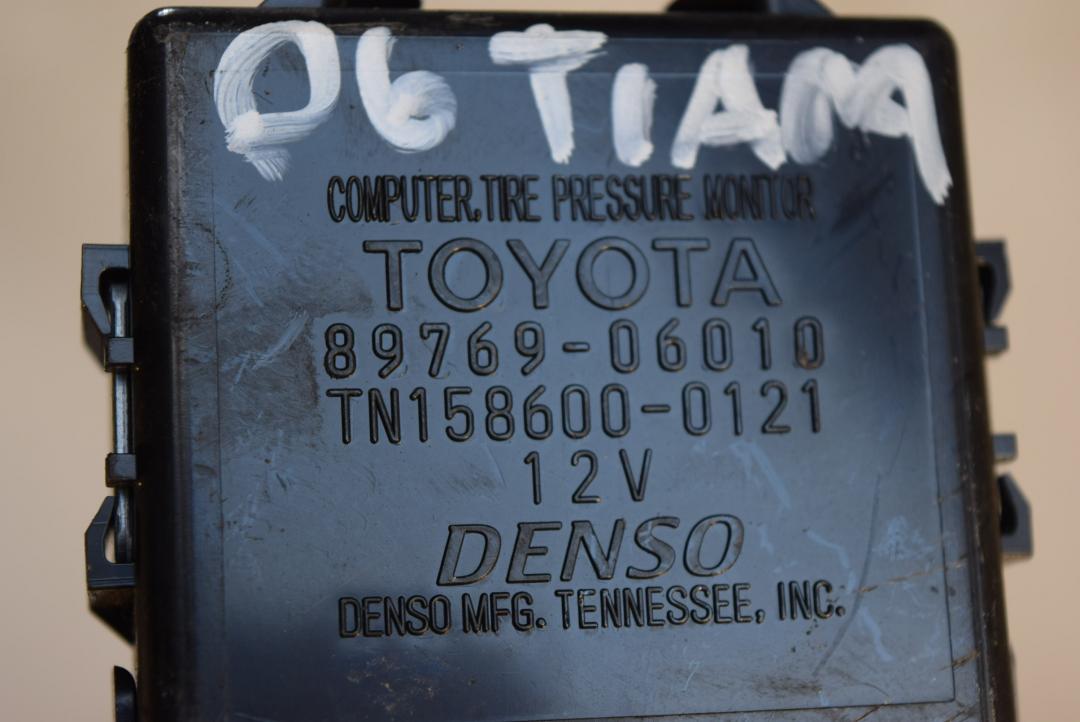 06 TIAM
COMPUTER,TIRE PRESSURE MONITOR
TOYOTA
89769-06010
TN158600-0121
12V
DENSO
DENSO MFG. TENNESSEE, INC.